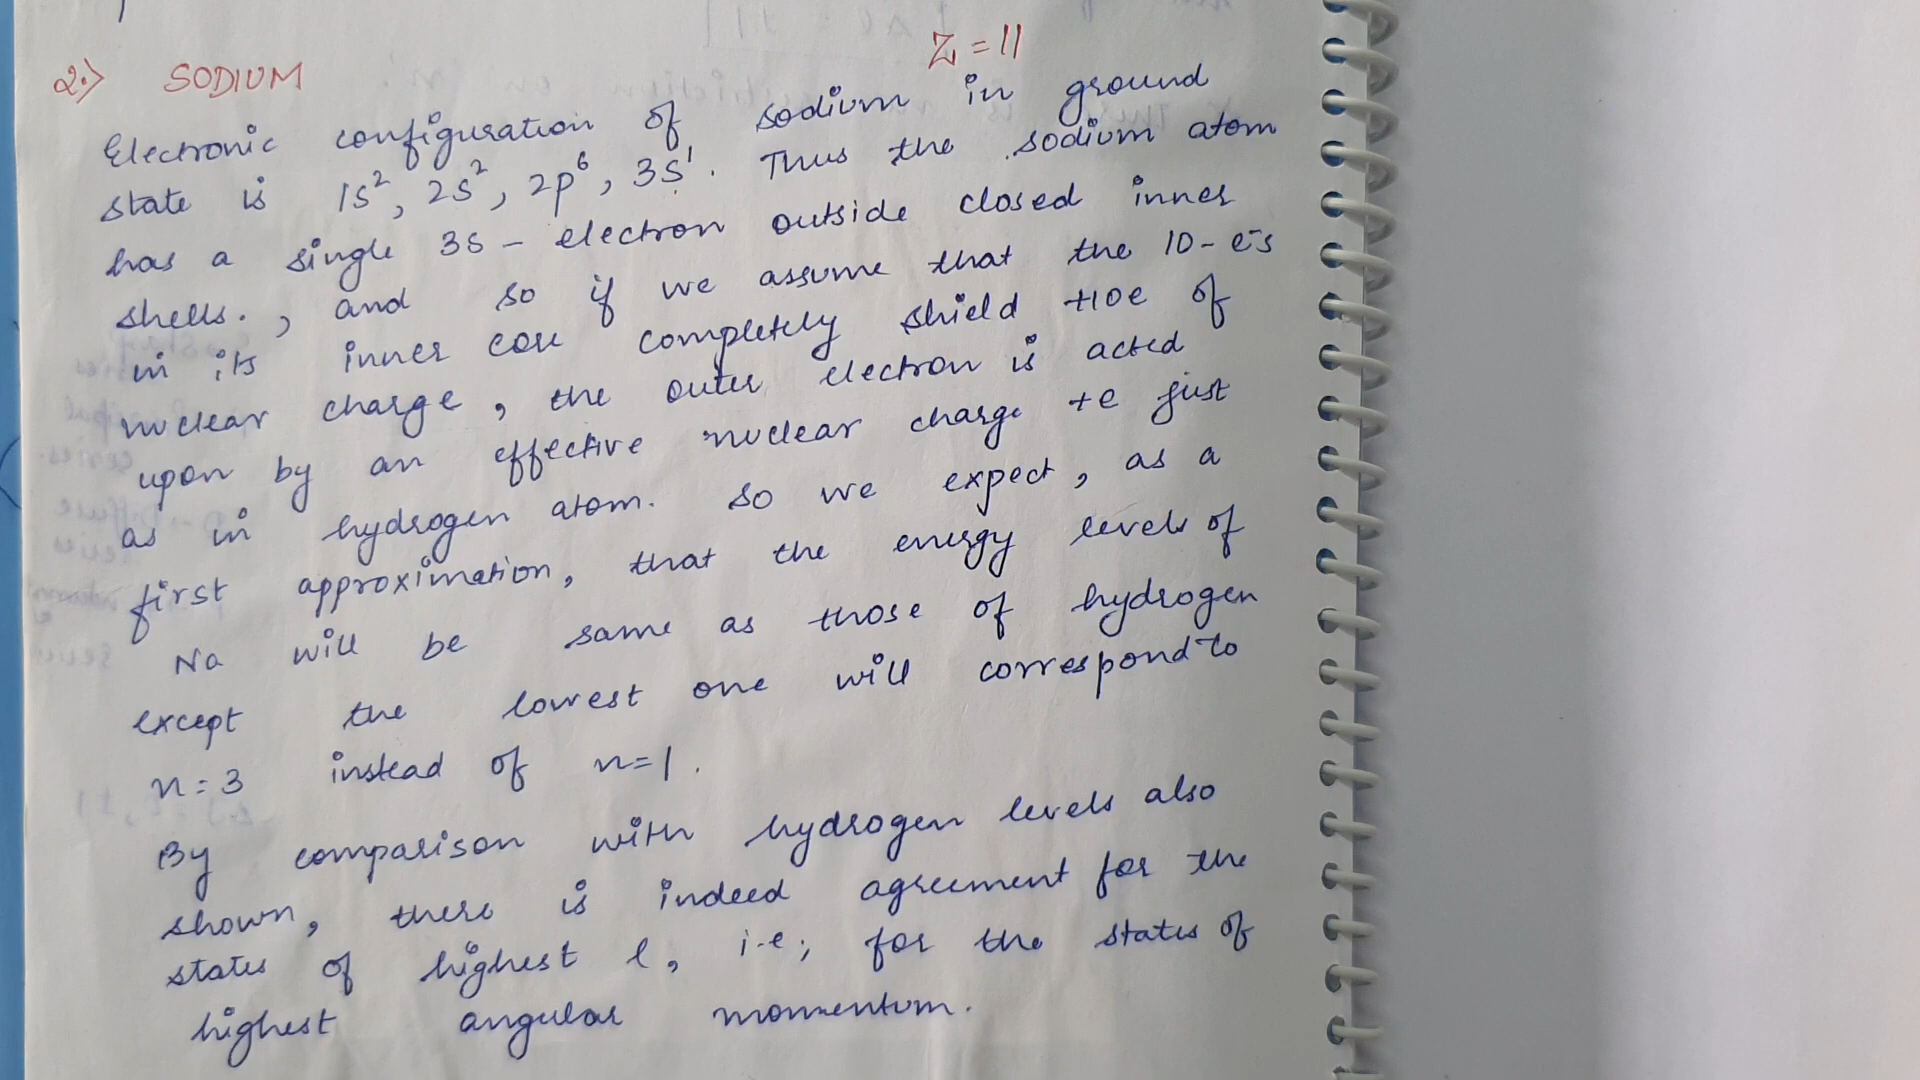 2.) SODIUM Z = 11
Electronic configuration of sodium in ground
state is 1s², 2s², 2p⁶, 3s¹. Thus the sodium atom
has a single 3s - electron outside closed inner
shells. , and so if we assume that the 10 - e⁻s
in its inner core completely shield +10e of
nuclear charge, the outer electron is acted
upon by an effective nuclear charge +e just
as in hydrogen atom. So we expect, as a
first approximation, that the energy levels of
Na will be same as those of hydrogen
except the lowest one will correspond to
n = 3 instead of n = 1.
By comparison with hydrogen levels also
shown, there is indeed agreement for the
states of highest l, i.e; for the states of
highest angular momentum.